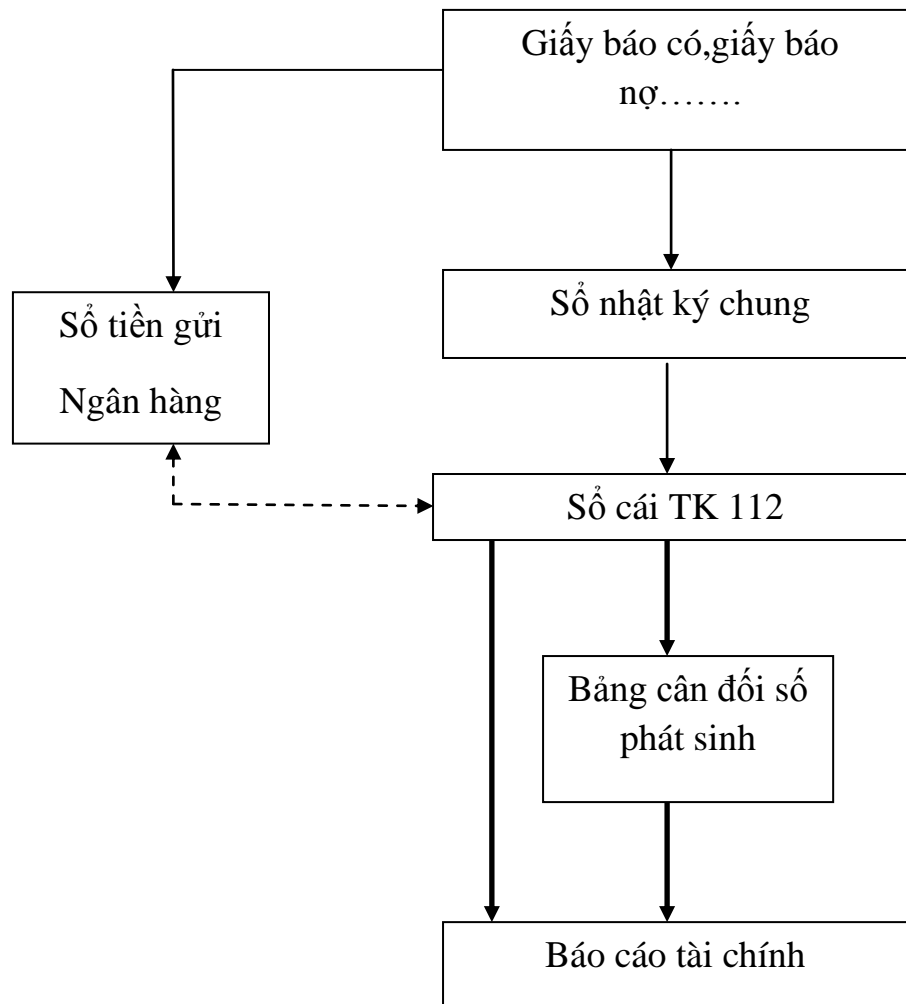 Giấy báo có,giấy báo
nợ…….
Sổ nhật ký chung
Sổ tiền gửi
Ngân hàng
Sổ cái TK 112
Bảng cân đối số
phát sinh
Báo cáo tài chính